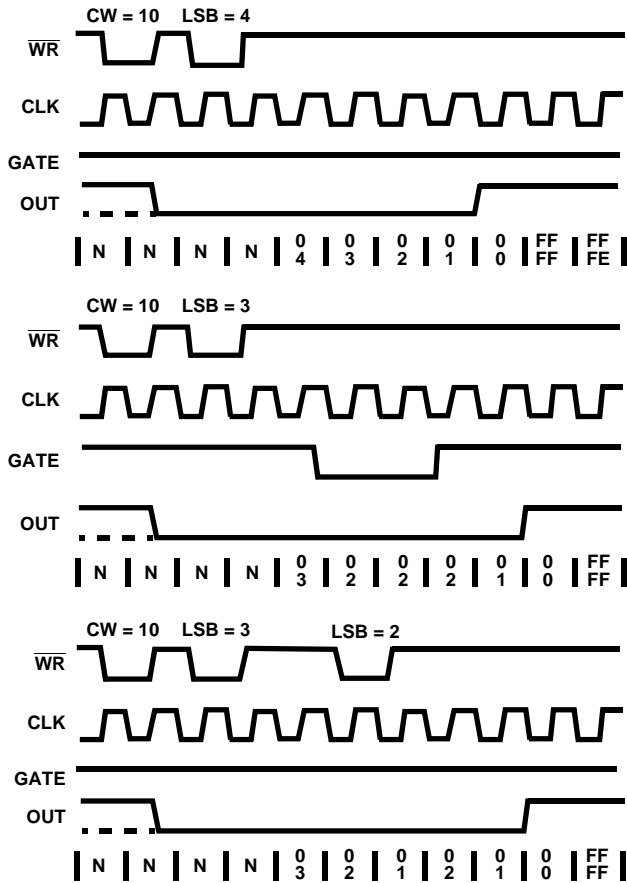 CW = 10 LSB = 4
WR
CLK
GATE
OUT
N N N N 0 0 0 0 0 FF FF
4 3 2 1 0 FF FE
CW = 10 LSB = 3
WR
CLK
GATE
OUT
N N N N 0 0 0 0 0 0 FF
3 2 2 2 1 0 FF
CW = 10 LSB = 3 LSB = 2
WR
CLK
GATE
OUT
N N N N 0 0 0 0 0 0 FF
3 2 1 2 1 0 FF